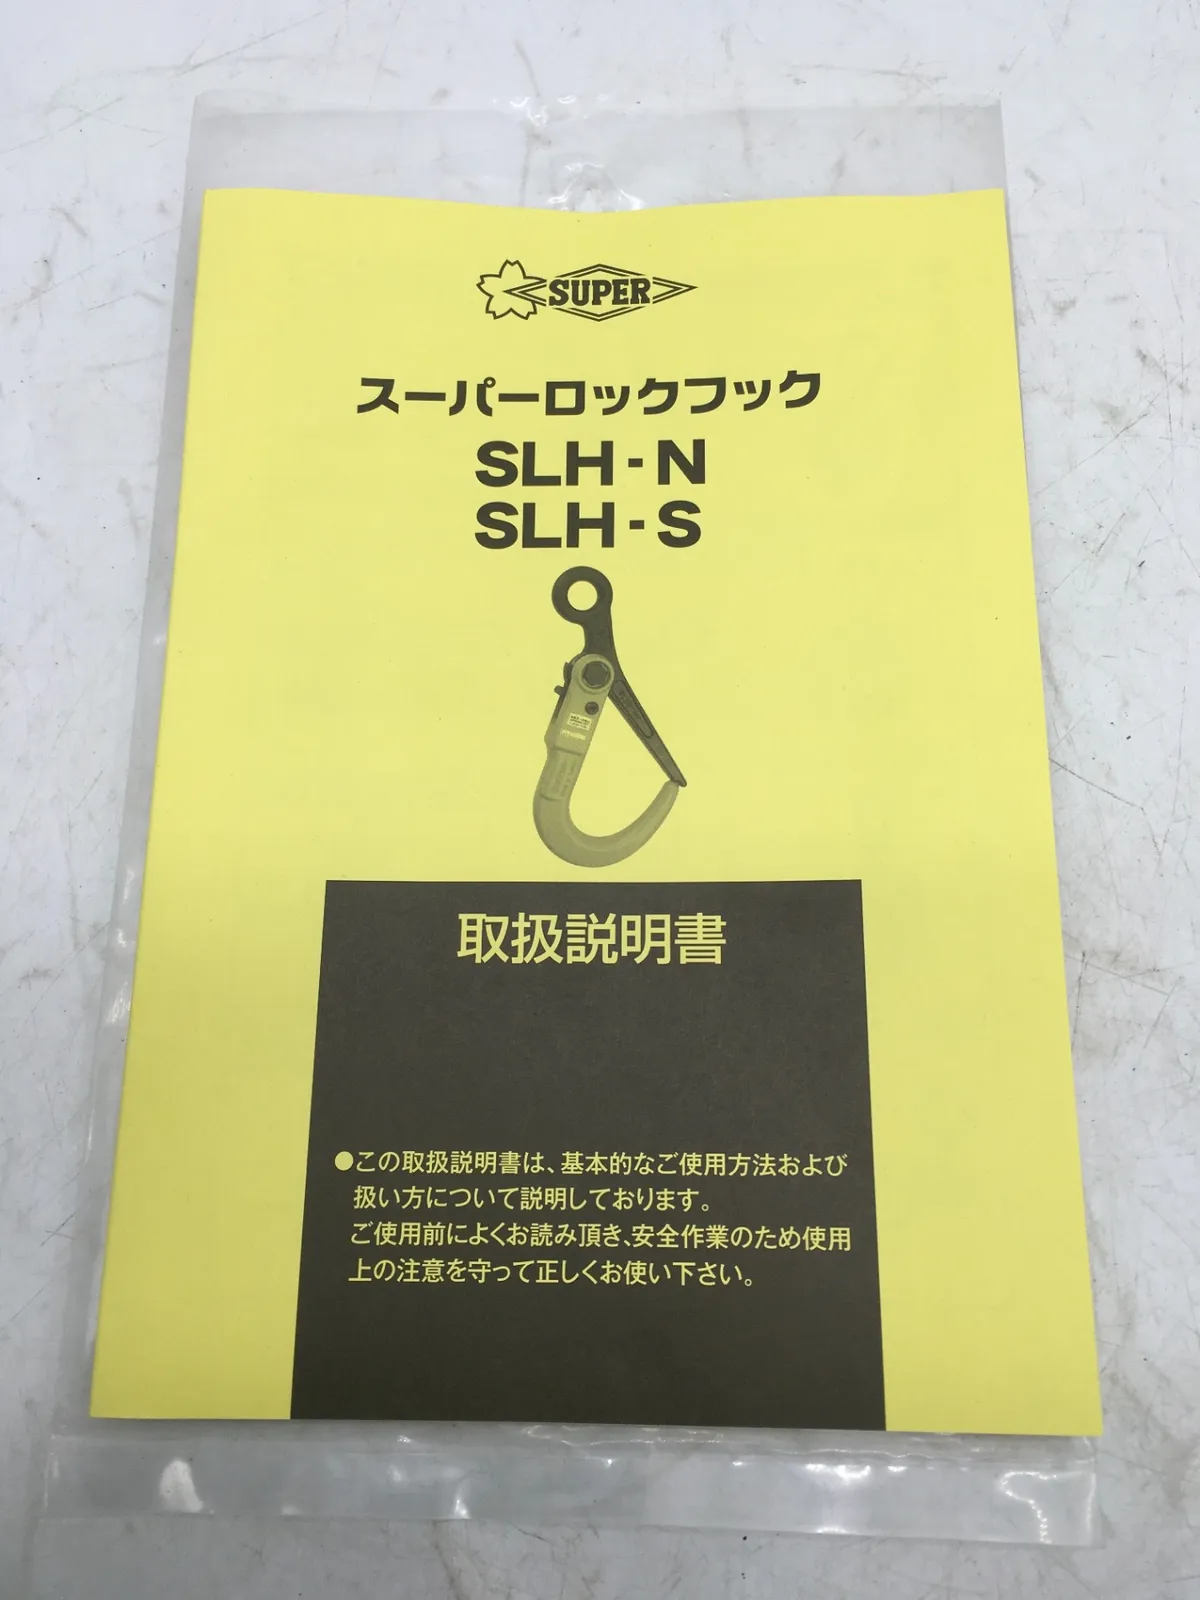 SUPER
スーパーロックフック
SLH-N
SLH-S
取扱説明書
●この取扱説明書は、基本的なご使用方法および
扱い方について説明しております。
ご使用前によくお読み頂き、安全作業のため使用
上の注意を守って正しくお使い下さい。